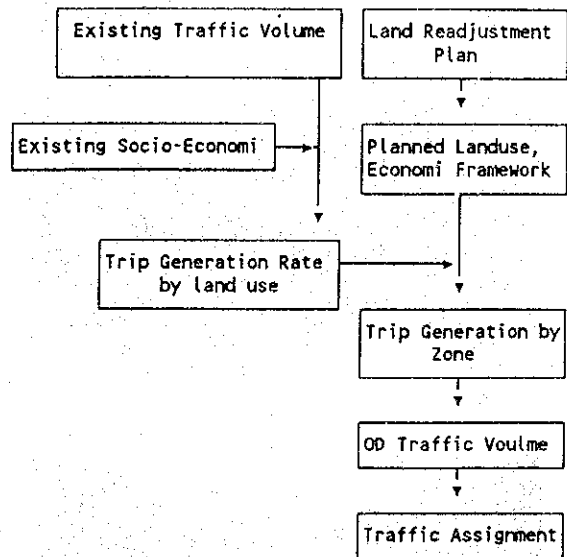 Existing Traffic Volume
Land Readjustment
Plan
Existing Socio-Economi
Planned Landuse,
Economi Framework
Trip Generation Rate
by land use
Trip Generation by
Zone
OD Traffic Voulme
Traffic Assignment